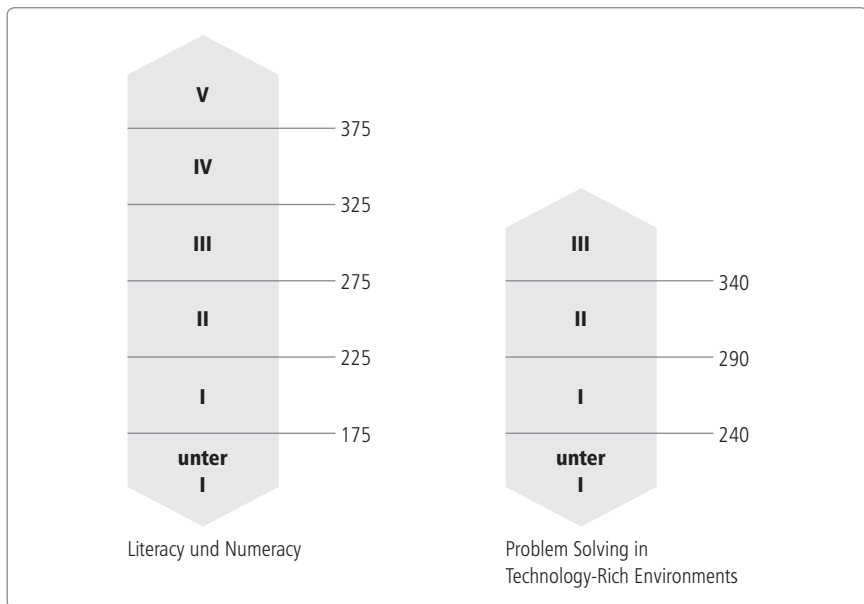 V
375
IV
325
III
275
II
225
I
175
unter
I
Literacy und Numeracy
III
340
II
290
I
240
unter
I
Problem Solving in
Technology-Rich Environments